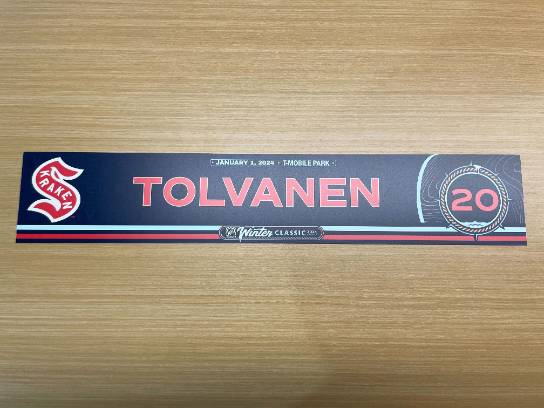 JANUARY 1, 2024 • T-MOBILE PARK
KRAKEN
TOLVANEN
20
Winter CLASSIC